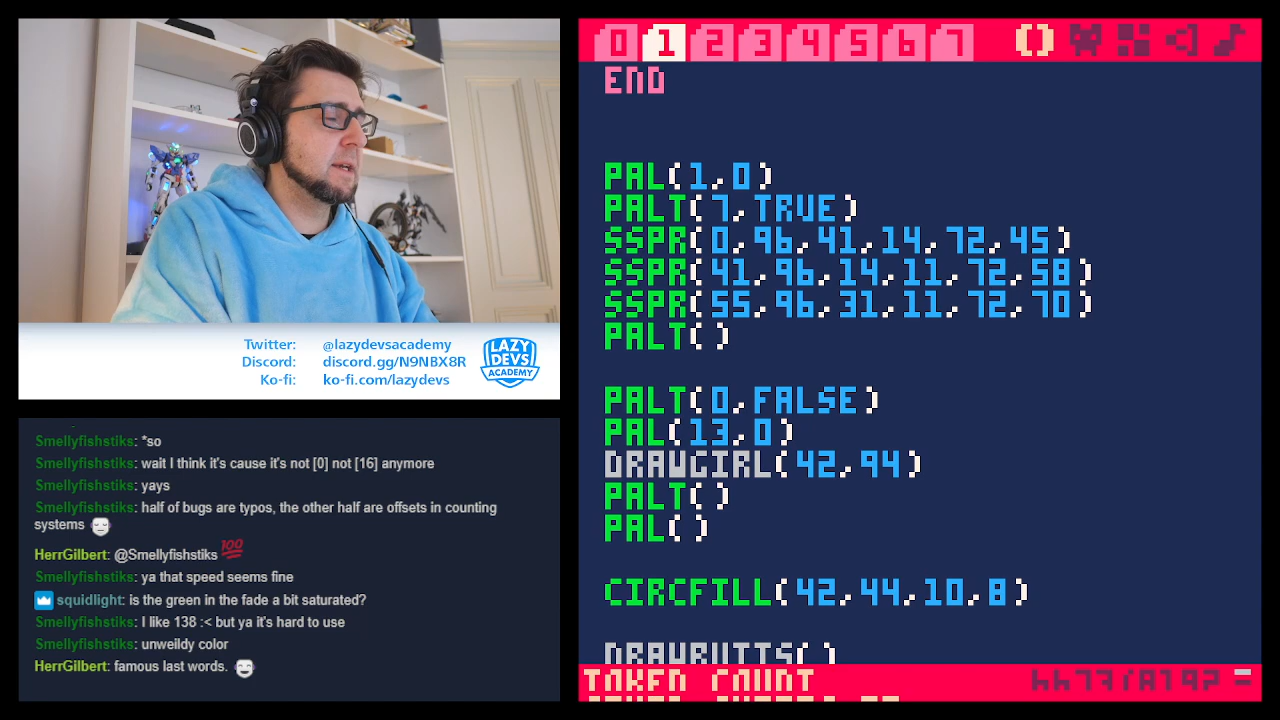 Twitter: @lazydevsacademy
Discord: discord.gg/N9NBX8R
Ko-fi: ko-fi.com/lazydevs
LAZY
DEVS
ACADEMY
Smellyfishstiks: *so
Smellyfishstiks: wait I think it's cause it's not [0] not [16] anymore
Smellyfishstiks: yays
Smellyfishstiks: half of bugs are typos, the other half are offsets in counting
systems
HerrGilbert: @Smellyfishstiks 100
Smellyfishstiks: ya that speed seems fine
squidlight: is the green in the fade a bit saturated?
Smellyfishstiks: I like 138 :< but ya it's hard to use
Smellyfishstiks: unweildy color
HerrGilbert: famous last words.
0 1 2 3 4 5 6 7 ()
END
PAL(1,0)
PALT(7,TRUE)
SSPR(0,96,41,14,72,45)
SSPR(41,96,14,11,72,58)
SSPR(55,96,31,11,72,70)
PALT()
PALT(0,FALSE)
PAL(13,0)
DRAWGIRL(42,94)
PALT()
PAL()
CIRCFILL(42,44,10,8)
DRAWBUTTS()
TOKEN COUNT